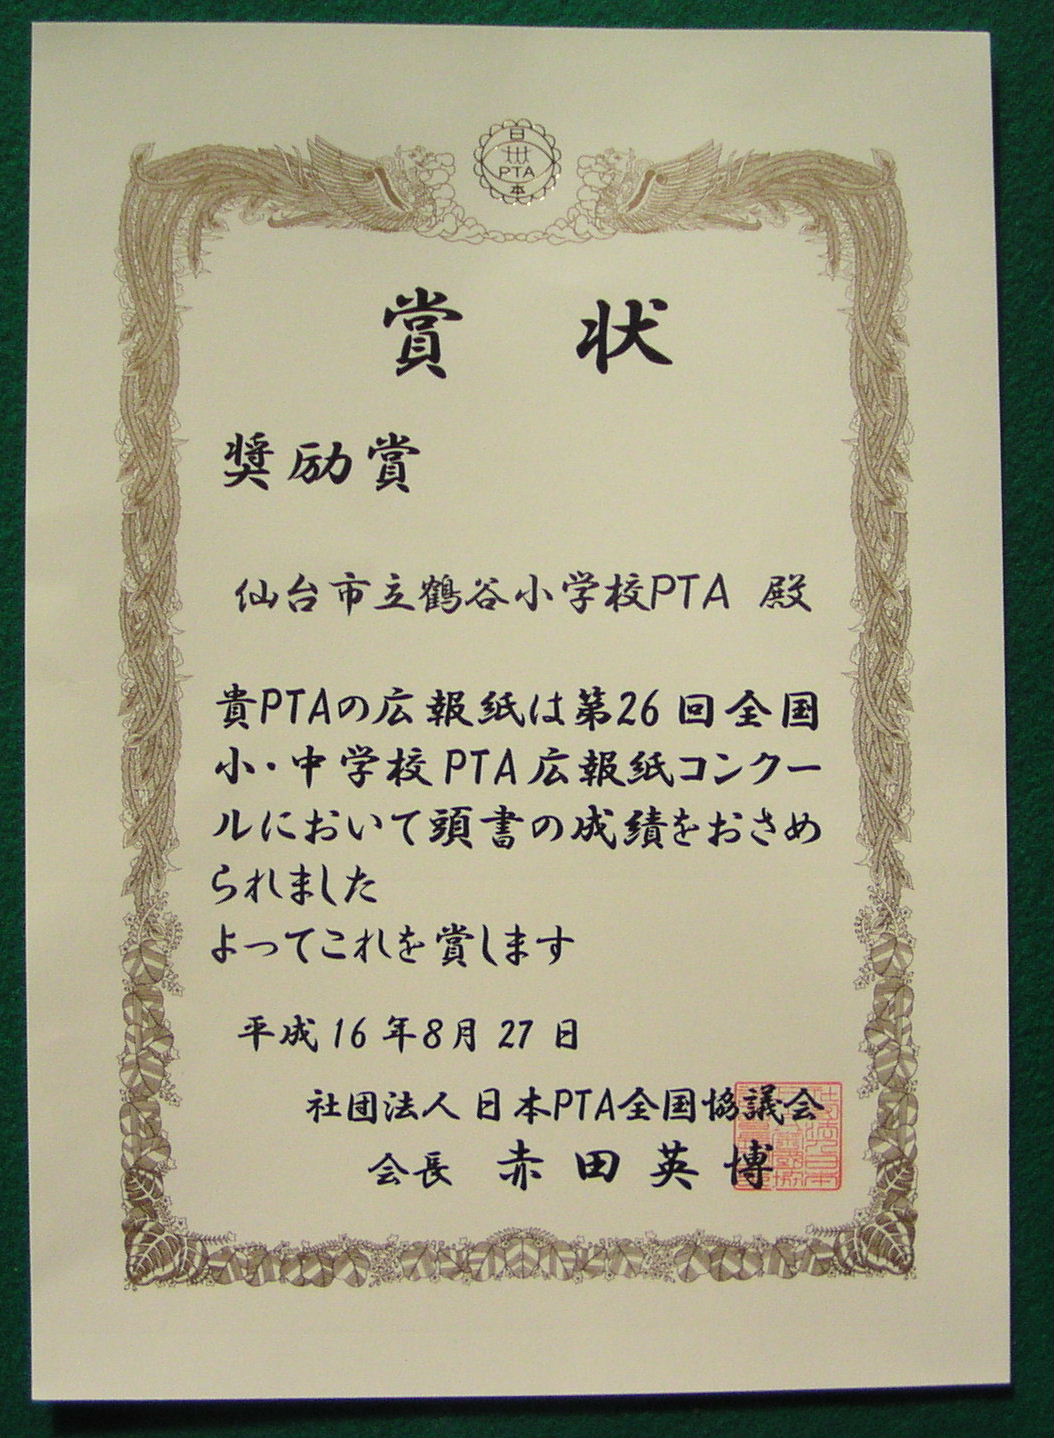 日
PTA
本
賞 状
奨励賞
仙台市立鶴谷小学校PTA 殿
貴PTAの広報紙は第26回全国
小・中学校PTA広報紙コンクー
ルにおいて頭書の成績をおさめ
られました
よってこれを賞します
平成16年8月27日
社団法人日本PTA全国協議会
会長 赤田英博